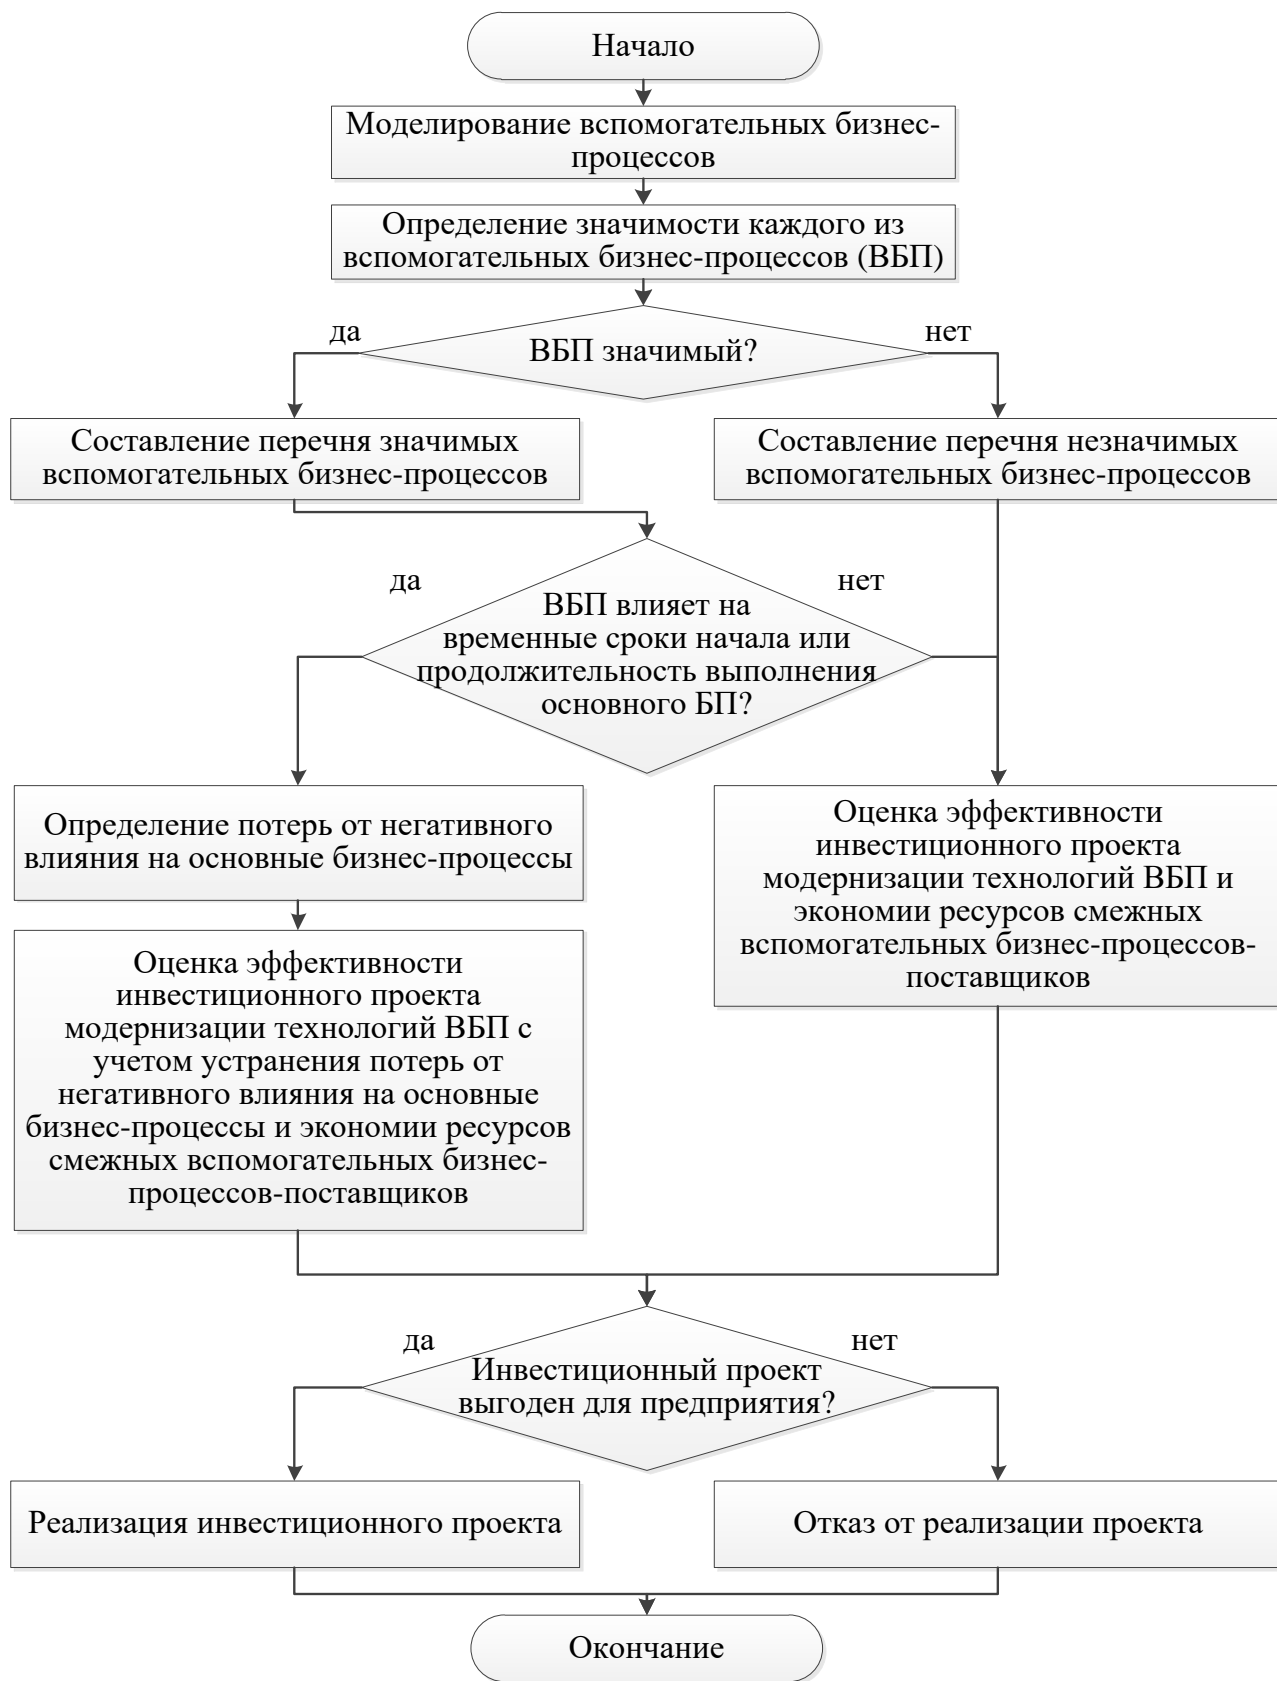 Начало
Моделирование вспомогательных бизнес-
процессов
Определение значимости каждого из
вспомогательных бизнес-процессов (ВБП)
да
нет
ВБП значимый?
Составление перечня значимых
вспомогательных бизнес-процессов
Составление перечня незначимых
вспомогательных бизнес-процессов
да
нет
ВБП влияет на
временные сроки начала или
продолжительность выполнения
основного БП?
Определение потерь от негативного
влияния на основные бизнес-процессы
Оценка эффективности
инвестиционного проекта
модернизации технологий ВБП и
экономии ресурсов смежных
вспомогательных бизнес-процессов-
поставщиков
Оценка эффективности
инвестиционного проекта
модернизации технологий ВБП с
учетом устранения потерь от
негативного влияния на основные
бизнес-процессы и экономии ресурсов
смежных вспомогательных бизнес-
процессов-поставщиков
да
нет
Инвестиционный проект
выгоден для предприятия?
Реализация инвестиционного проекта
Отказ от реализации проекта
Окончание